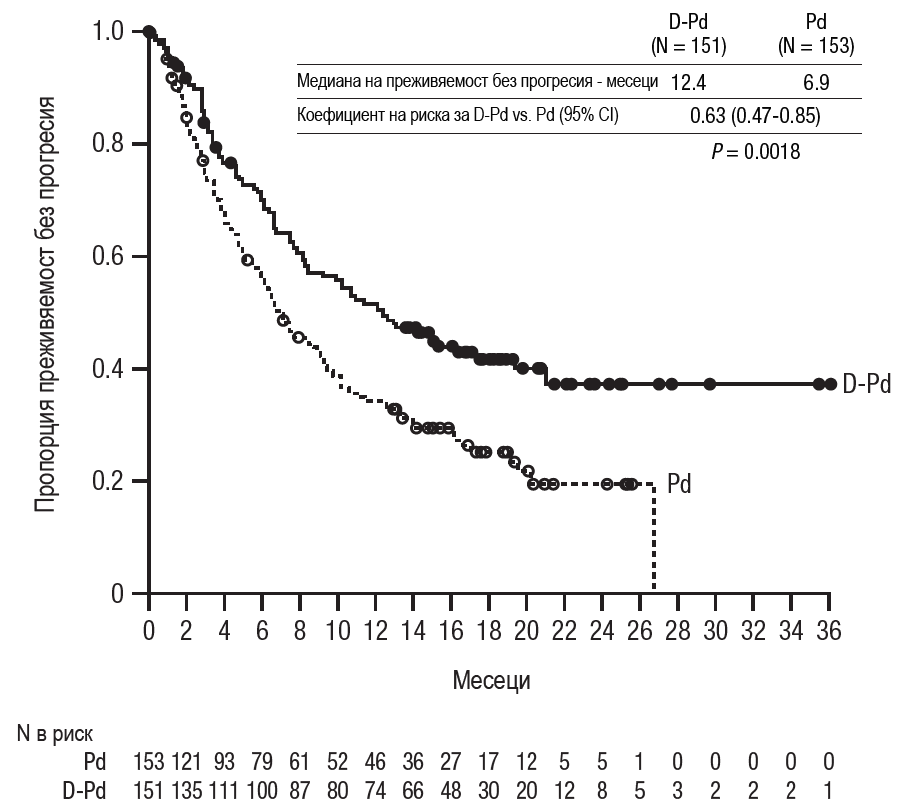 D-Pd Pd
(N = 151) (N = 153)
Медиана на преживяемост без прогресия - месеци 12.4 6.9
Коефициент на риска за D-Pd vs. Pd (95% CI) 0.63 (0.47-0.85)
P = 0.0018
Пропорция преживяемост без прогресия
1.0
0.8
0.6
0.4
0.2
0
D-Pd
Pd
0 2 4 6 8 10 12 14 16 18 20 22 24 26 28 30 32 34 36
Месеци
N в риск
Pd 153 121 93 79 61 52 46 36 27 17 12 5 5 1 0 0 0 0 0
D-Pd 151 135 111 100 87 80 74 66 48 30 20 12 8 5 3 2 2 2 1